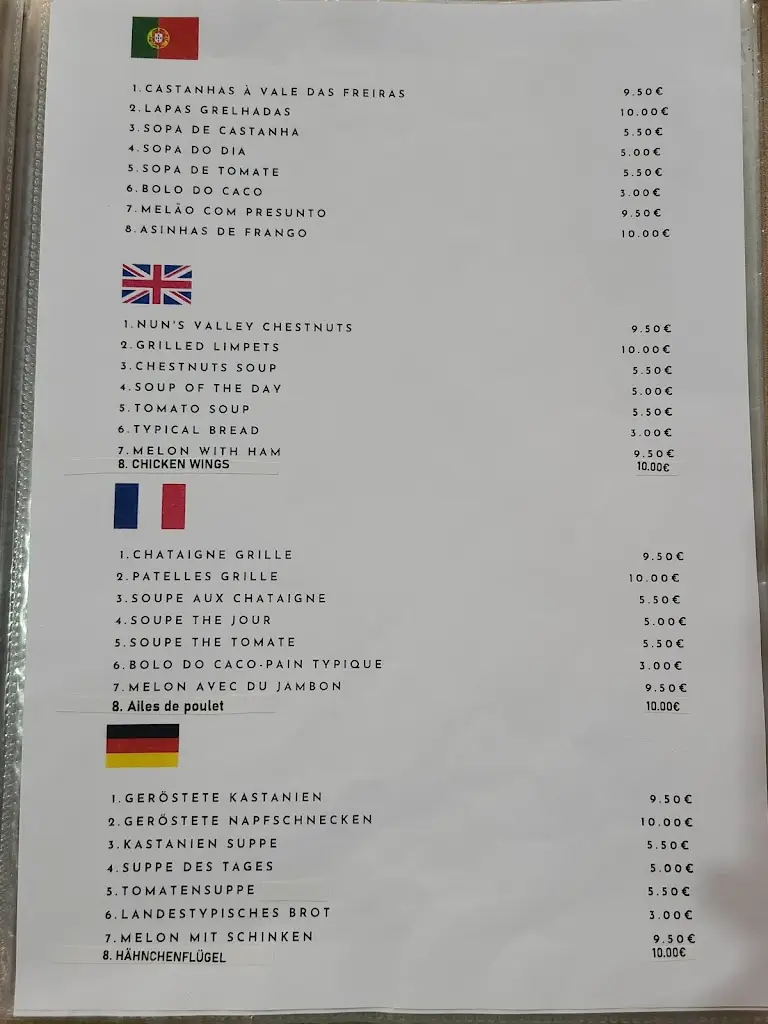 1.CASTANHAS À VALE DAS FREIRAS 9.50€
2.LAPAS GRELHADAS 10.00€
3.SOPA DE CASTANHA 5.50€
4.SOPA DO DIA 5.00€
5.SOPA DE TOMATE 5.50€
6.BOLO DO CACO 3.00€
7.MELÃO COM PRESUNTO 9.50€
8.ASINHAS DE FRANGO 10.00€
1.NUN'S VALLEY CHESTNUTS 9.50€
2.GRILLED LIMPETS 10.00€
3.CHESTNUTS SOUP 5.50€
4.SOUP OF THE DAY 5.00€
5.TOMATO SOUP 5.50€
6.TYPICAL BREAD 3.00€
7.MELON WITH HAM 9.50€
8. CHICKEN WINGS 10.00€
1.CHATAIGNE GRILLE 9.50€
2.PATELLES GRILLE 10.00€
3.SOUPE AUX CHATAIGNE 5.50€
4.SOUPE THE JOUR 5.00€
5.SOUPE THE TOMATE 5.50€
6.BOLO DO CACO-PAIN TYPIQUE 3.00€
7.MELON AVEC DU JAMBON 9.50€
8. Ailes de poulet 10.00€
1.GERÖSTETE KASTANIEN 9.50€
2.GERÖSTETE NAPFSCHNECKEN 10.00€
3.KASTANIEN SUPPE 5.50€
4.SUPPE DES TAGES 5.00€
5.TOMATENSUPPE 5.50€
6.LANDESTYPISCHES BROT 3.00€
7.MELON MIT SCHINKEN 9.50€
8. HÄHNCHENFLÜGEL 10.00€